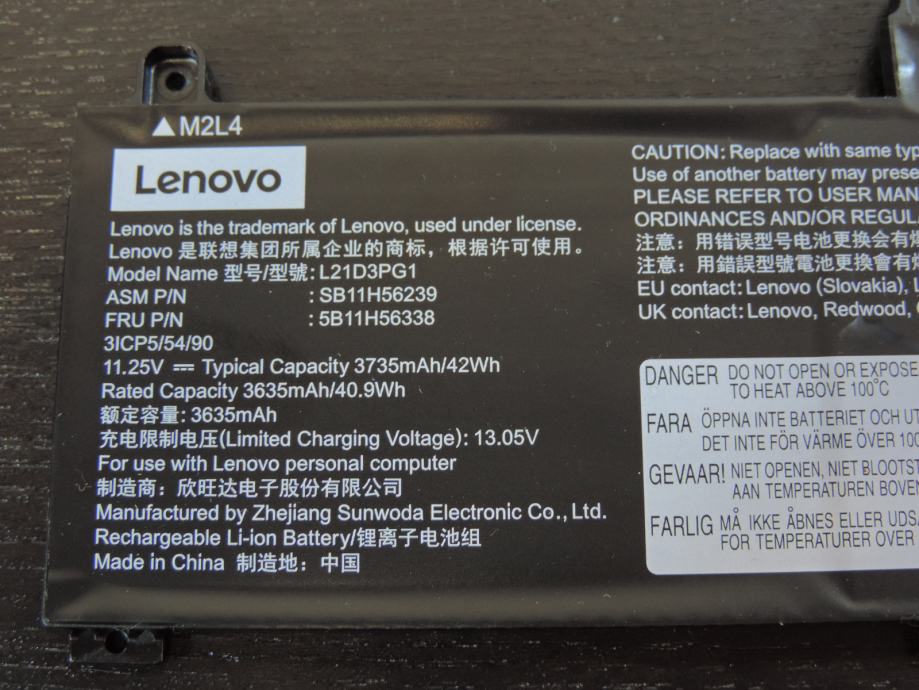 ▲M2L4
Lenovo
Lenovo is the trademark of Lenovo, used under license.
Lenovo 是联想集团所属企业的商标，根据许可使用。
Model Name 型号/型號: L21D3PG1
ASM P/N : SB11H56239
FRU P/N : 5B11H56338
3ICP5/54/90
11.25V ⎓ Typical Capacity 3735mAh/42Wh
Rated Capacity 3635mAh/40.9Wh
额定容量: 3635mAh
充电限制电压(Limited Charging Voltage): 13.05V
For use with Lenovo personal computer
制造商：欣旺达电子股份有限公司
Manufactured by Zhejiang Sunwoda Electronic Co., Ltd.
Rechargeable Li-ion Battery/锂离子电池组
Made in China 制造地：中国
CAUTION: Replace with same
Use of another battery may
PLEASE REFER TO USER
ORDINANCES AND/OR
注意：用错误型号电池更换会有
注意：用錯誤型號電池更換會有
EU contact: Lenovo (Slovakia),
UK contact: Lenovo, Redwood,
DANGER DO NOT OPEN OR EXPOSE
TO HEAT ABOVE 100°C
FARA ÖPPNA INTE BATTERIET OCH
DET INTE FÖR VÄRME ÖVER
GEVAAR! NIET OPENEN, NIET
AAN TEMPERATUREN
FARLIG MÅ IKKE ÅBNES ELLER
FOR TEMPERATURER OVER